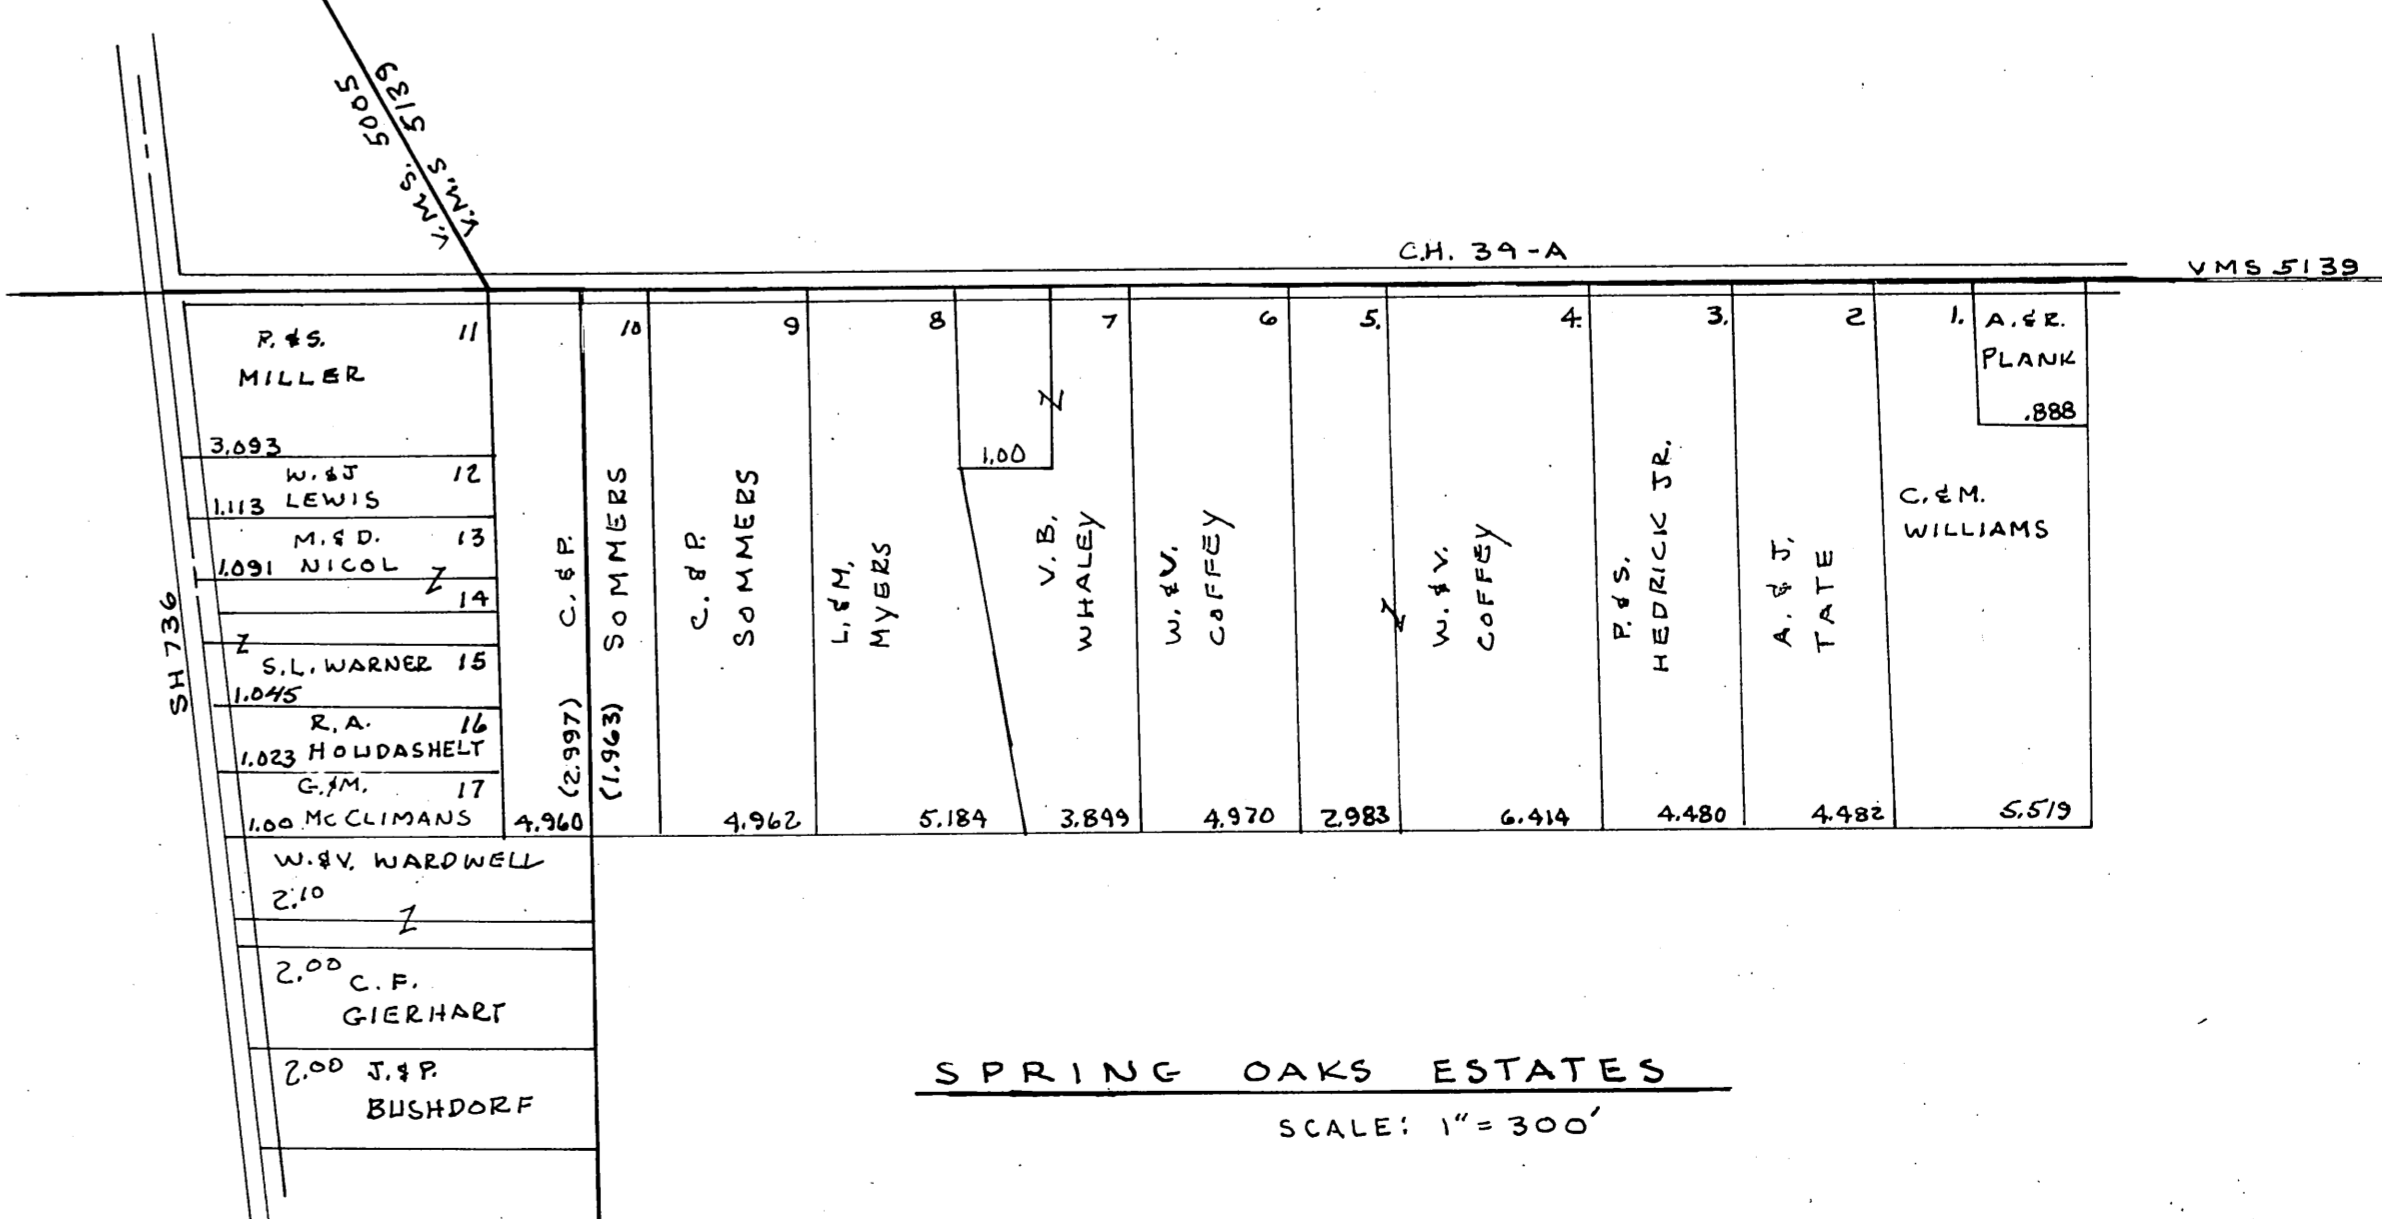 V.M.S. 5005
V.M.S 5139
C.H. 39-A
VMS 5139
SH 736
P. & S. 11
MILLER
3.093
W. & J 12
1.113 LEWIS
M. & D. 13
1.091 NICOL
14
S.L. WARNER 15
1.045
R.A. 16
1.023 HOUDASHELT
G. & M. 17
1.00 McCLIMANS
W. & V. WARDWELL
2.10
2.00 C. F.
GIERHART
2.00 J. & P.
BUSHDORF
10
C. & P.
SOMMERS
(2.997)
(1.963)
4.960
9
C. & P.
SOMMERS
4.962
8
L. & M.
MYERS
5.184
1.00
7
V. B.
WHALEY
3.899
6
W. & V.
COFFEY
4.970
5.
2.983
4.
W. & V.
COFFEY
6.414
3.
P. & S.
HEDRICK JR.
4.480
2
A. & J.
TATE
4.482
1.
A. & R.
PLANK
.888
C. & M.
WILLIAMS
5.519
SPRING OAKS ESTATES
SCALE: 1" = 300'